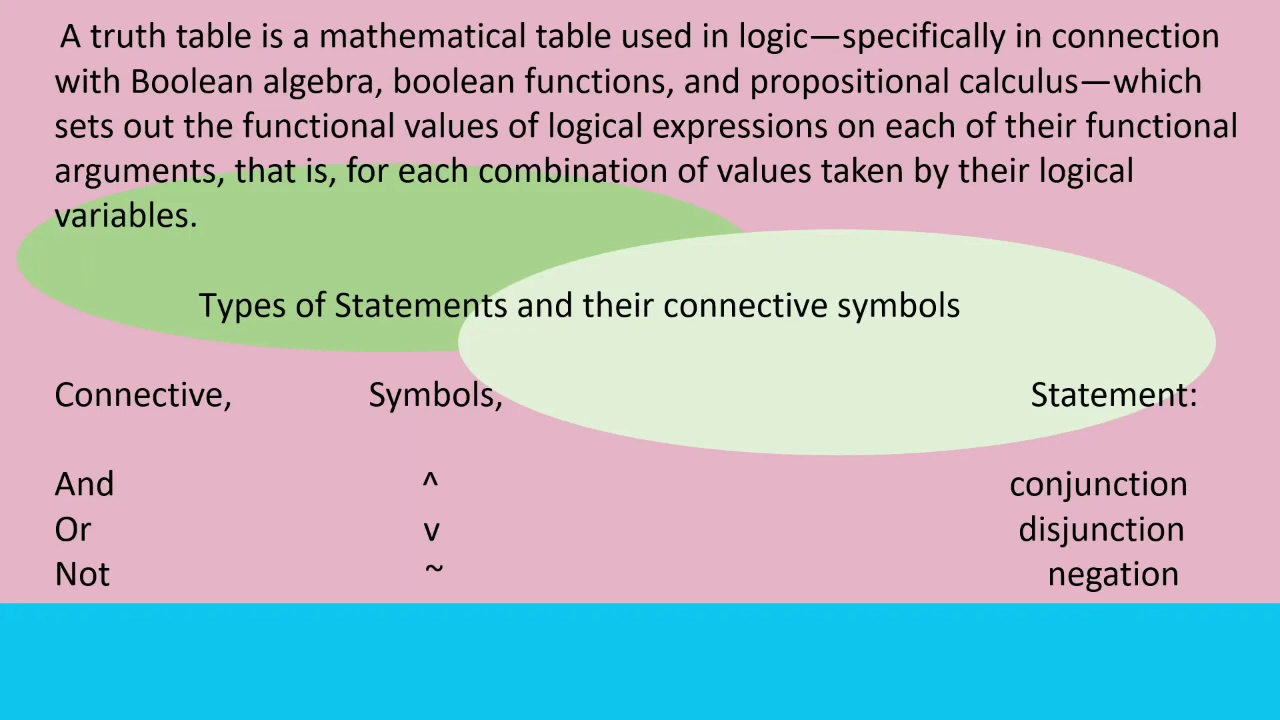 A truth table is a mathematical table used in logic—specifically in connection
with Boolean algebra, boolean functions, and propositional calculus—which
sets out the functional values of logical expressions on each of their functional
arguments, that is, for each combination of values taken by their logical
variables.
Types of Statements and their connective symbols
Connective, Symbols, Statement:
And ^ conjunction
Or v disjunction
Not ~ negation